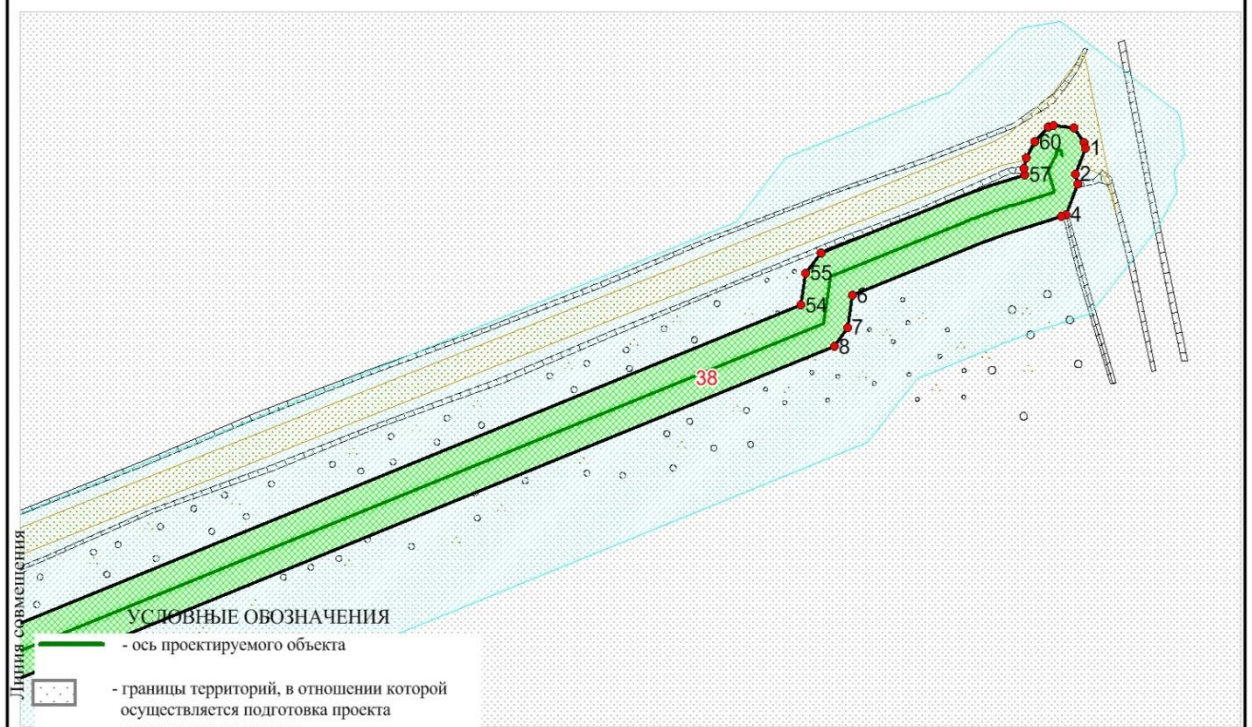 60
1
57
2
4
55
54
6
7
8
38
Линия совмещения
УСЛОВНЫЕ ОБОЗНАЧЕНИЯ
- ось проектируемого объекта
- границы территорий, в отношении которой
осуществляется подготовка проекта